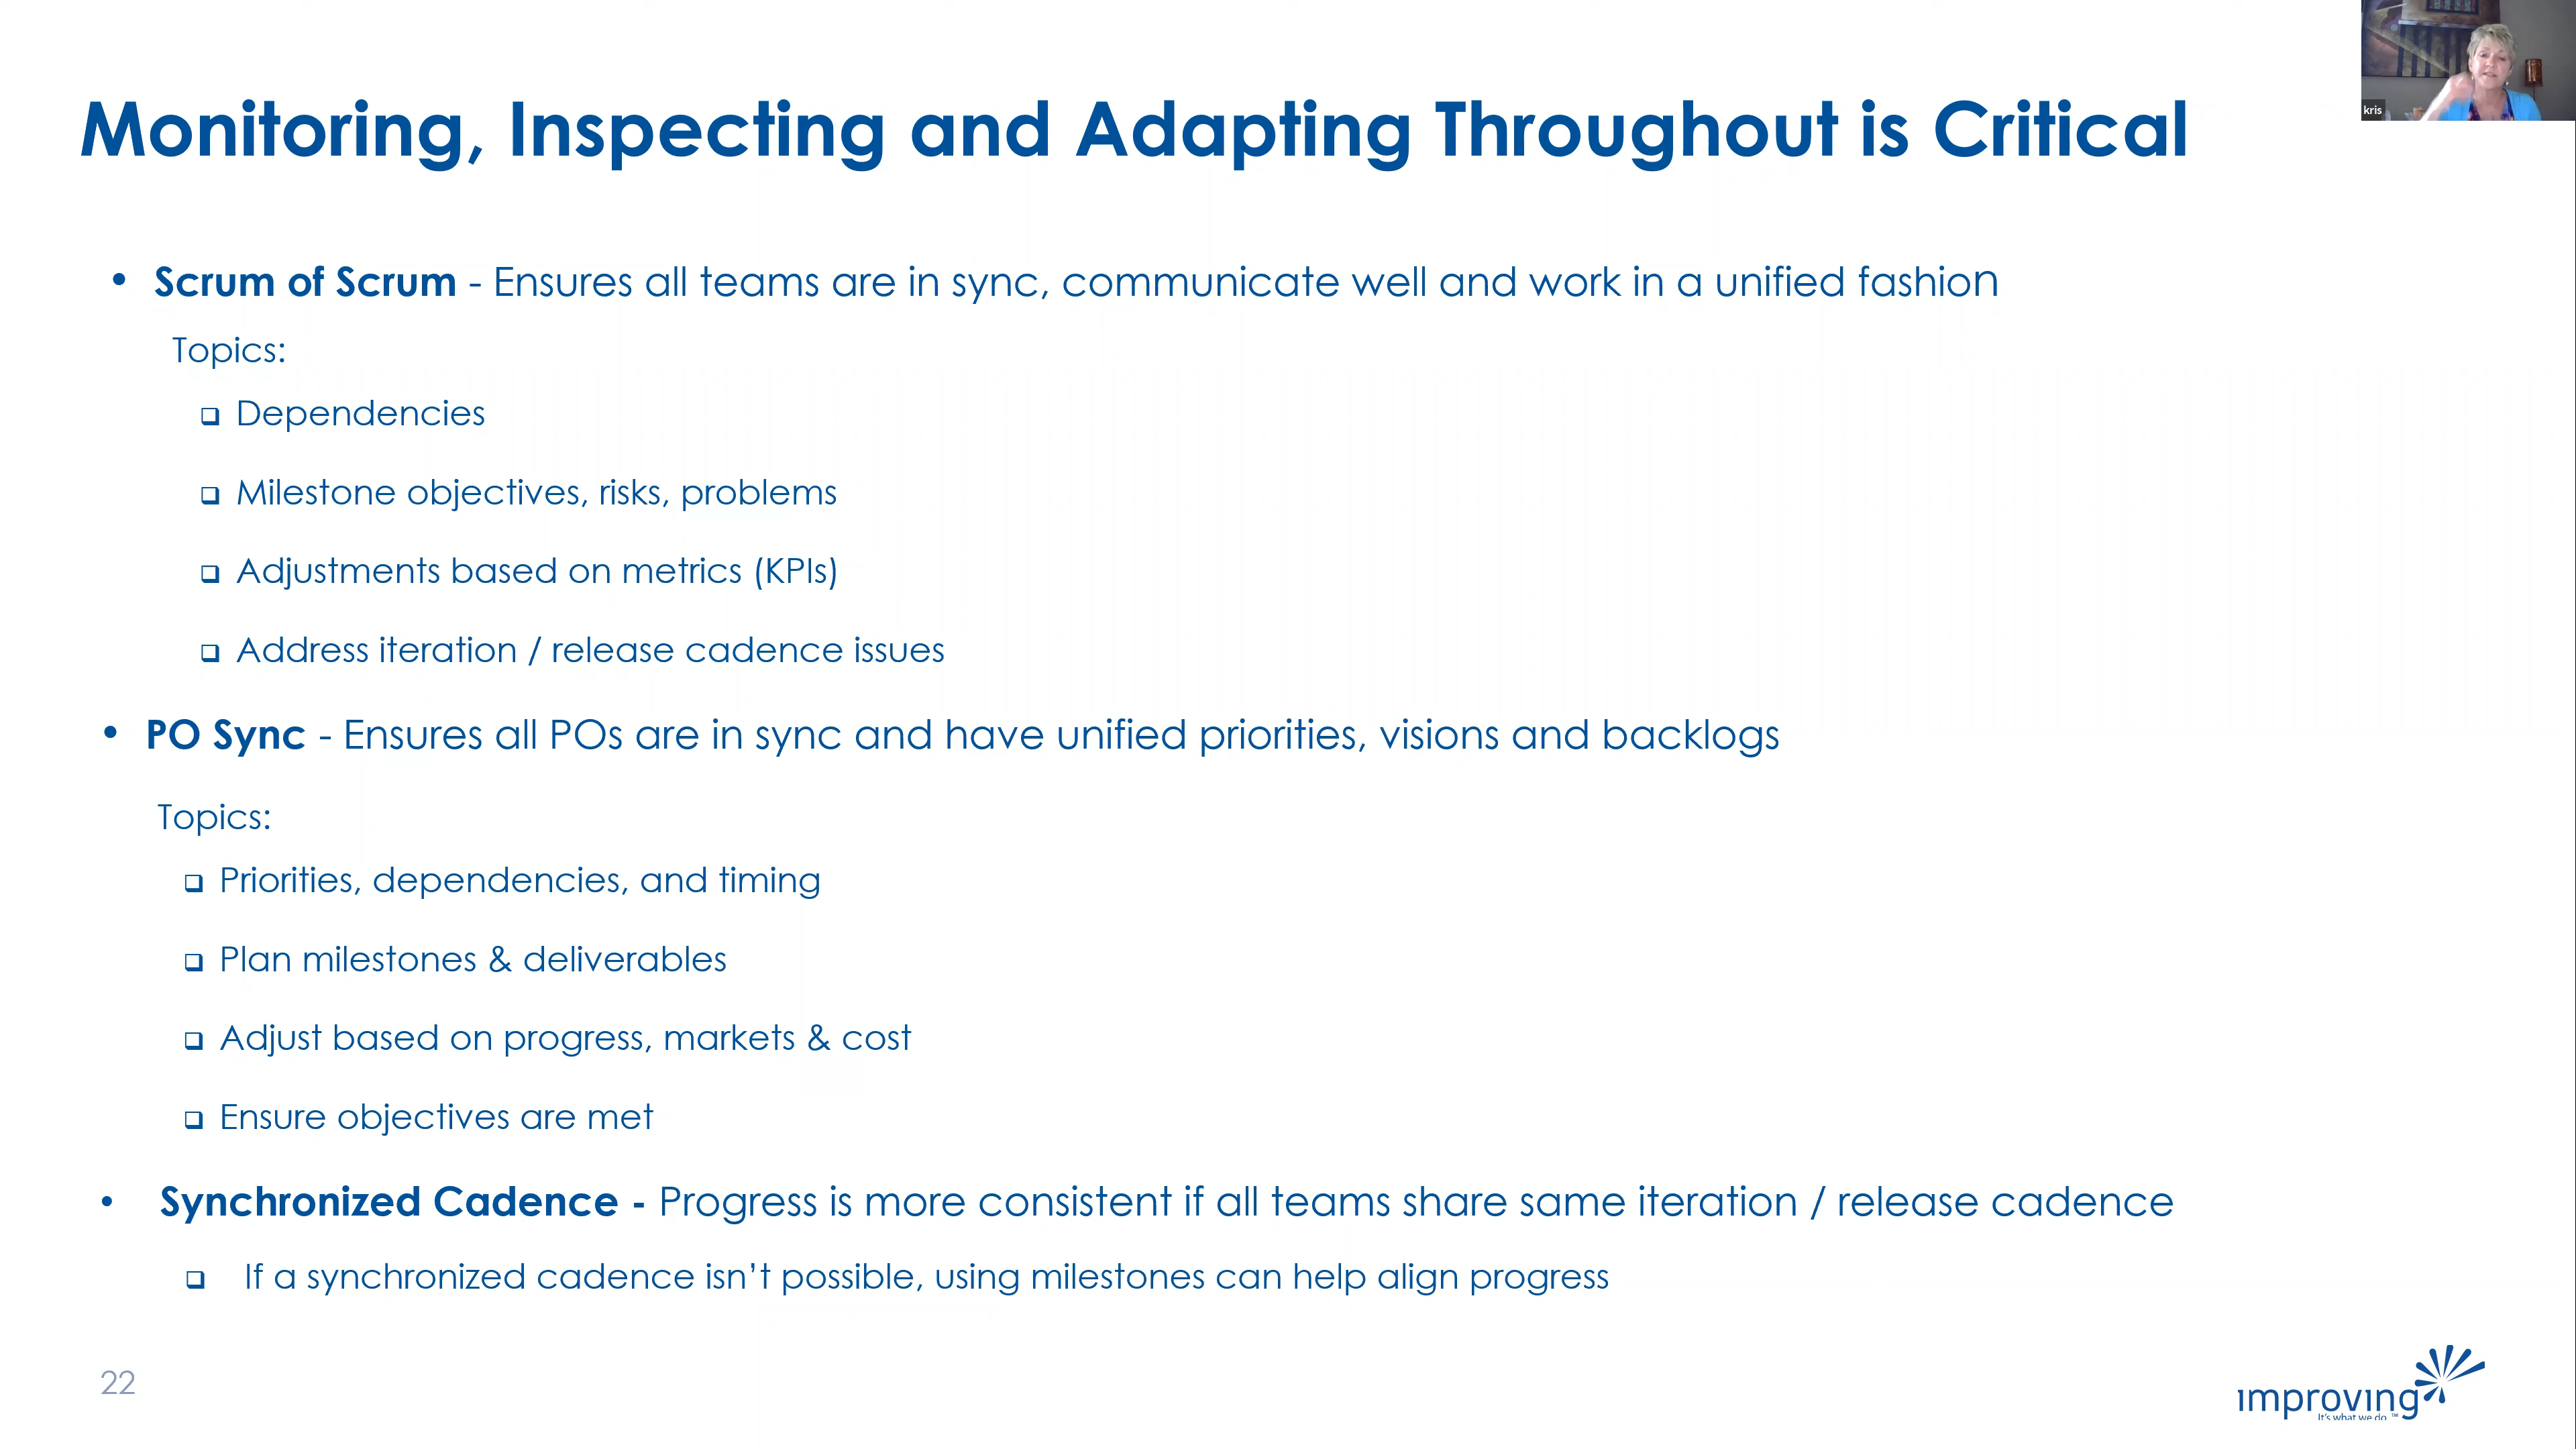 kris
Monitoring, Inspecting and Adapting Throughout is Critical
• Scrum of Scrum - Ensures all teams are in sync, communicate well and work in a unified fashion
Topics:
❑ Dependencies
❑ Milestone objectives, risks, problems
❑ Adjustments based on metrics (KPIs)
❑ Address iteration / release cadence issues
• PO Sync - Ensures all POs are in sync and have unified priorities, visions and backlogs
Topics:
❑ Priorities, dependencies, and timing
❑ Plan milestones & deliverables
❑ Adjust based on progress, markets & cost
❑ Ensure objectives are met
• Synchronized Cadence - Progress is more consistent if all teams share same iteration / release cadence
❑ If a synchronized cadence isn’t possible, using milestones can help align progress
22
improving
It's what we do ™